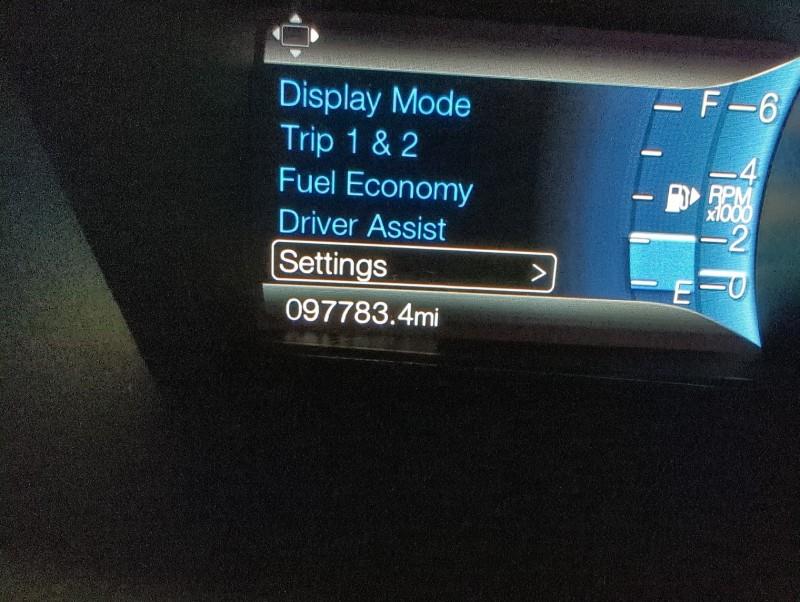 Display Mode
Trip 1 & 2
Fuel Economy
Driver Assist
Settings >
097783.4mi
F
E
6
4
RPM
x1000
2
0